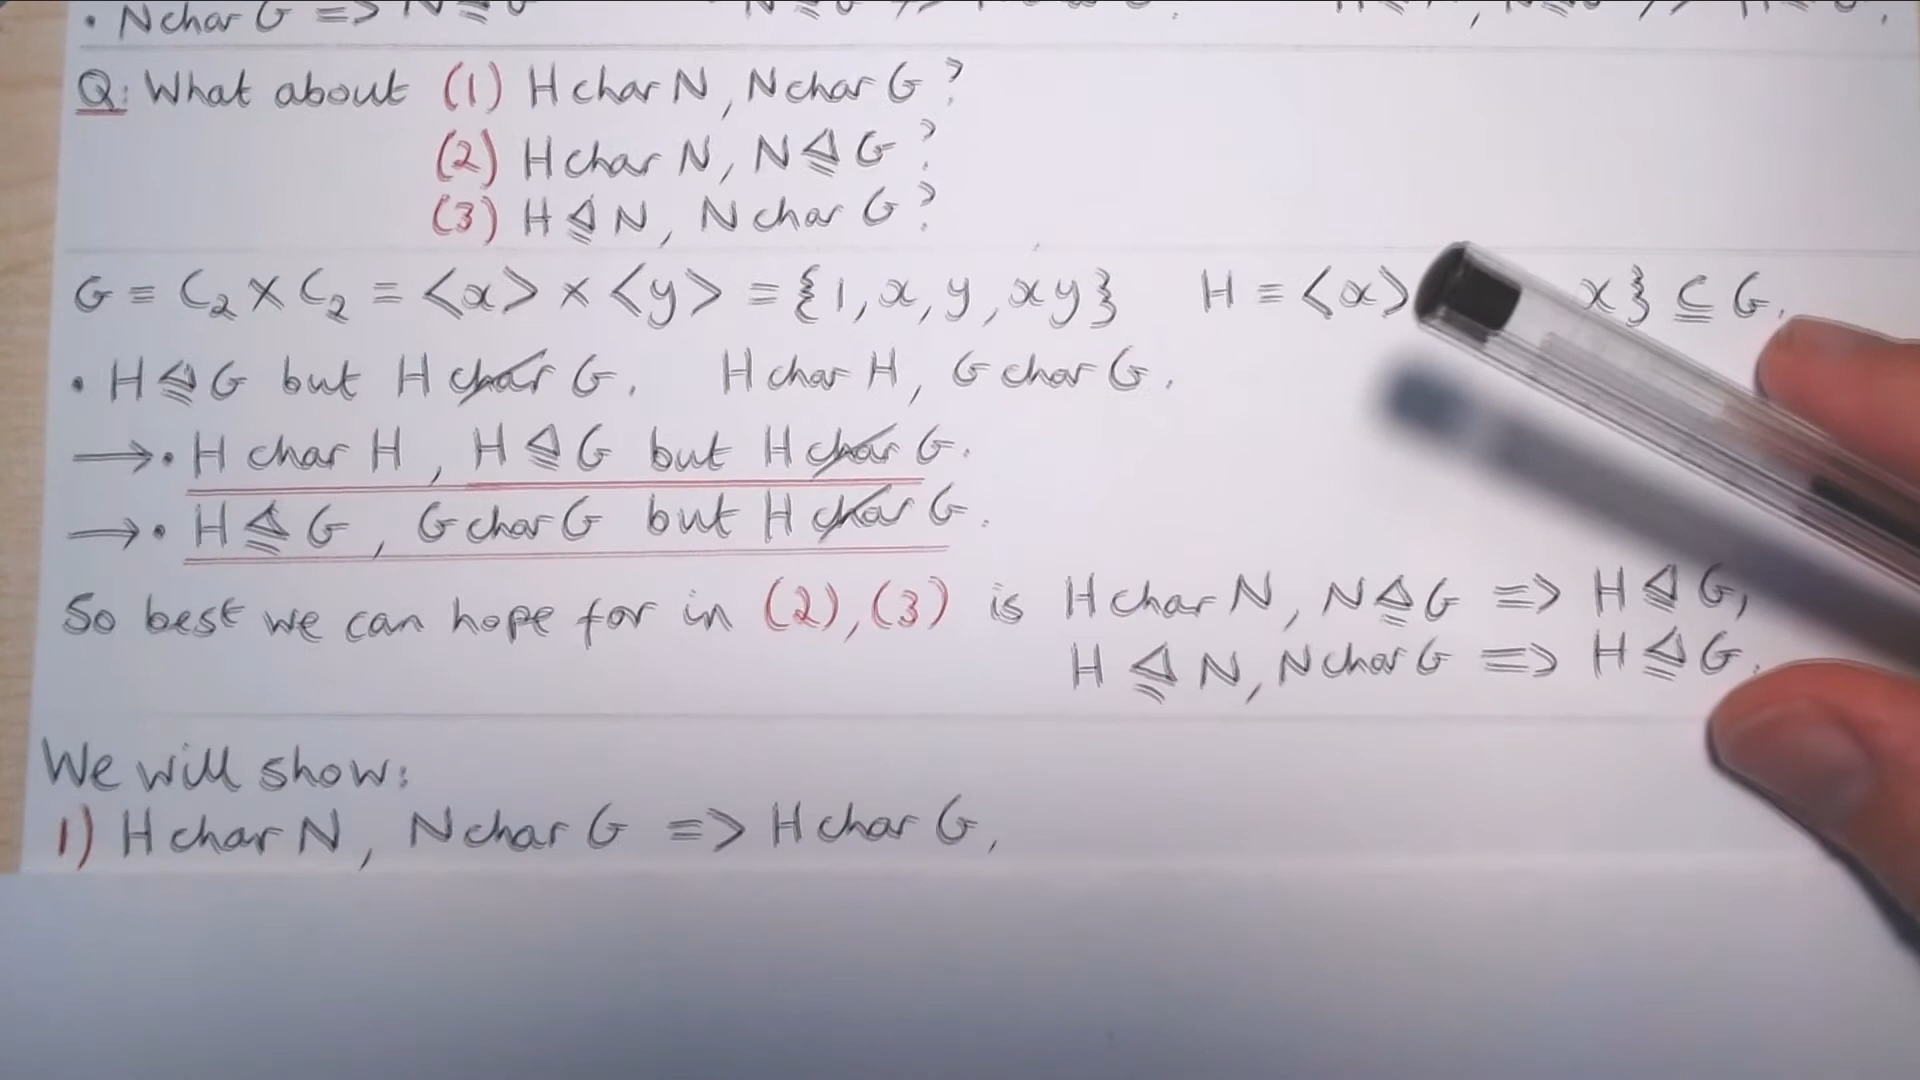 • N char G => N ⊴ G
Q: What about (1) H char N, N char G?
(2) H char N, N ⊴ G?
(3) H ⊴ N, N char G?
G = C₂ × C₂ = <x> × <y> = {1, x, y, xy} H = <x> x} ⊆ G.
• H ⊴ G but H c̶h̶a̶r̶ G. H char H, G char G.
→ • H char H, H ⊴ G but H c̶h̶a̶r̶ G.
→ • H ⊴ G, G char G but H c̶h̶a̶r̶ G.
So best we can hope for in (2), (3) is H char N, N ⊴ G => H ⊴ G,
H ⊴ N, N char G => H ⊴ G.
We will show:
1) H char N, N char G => H char G,